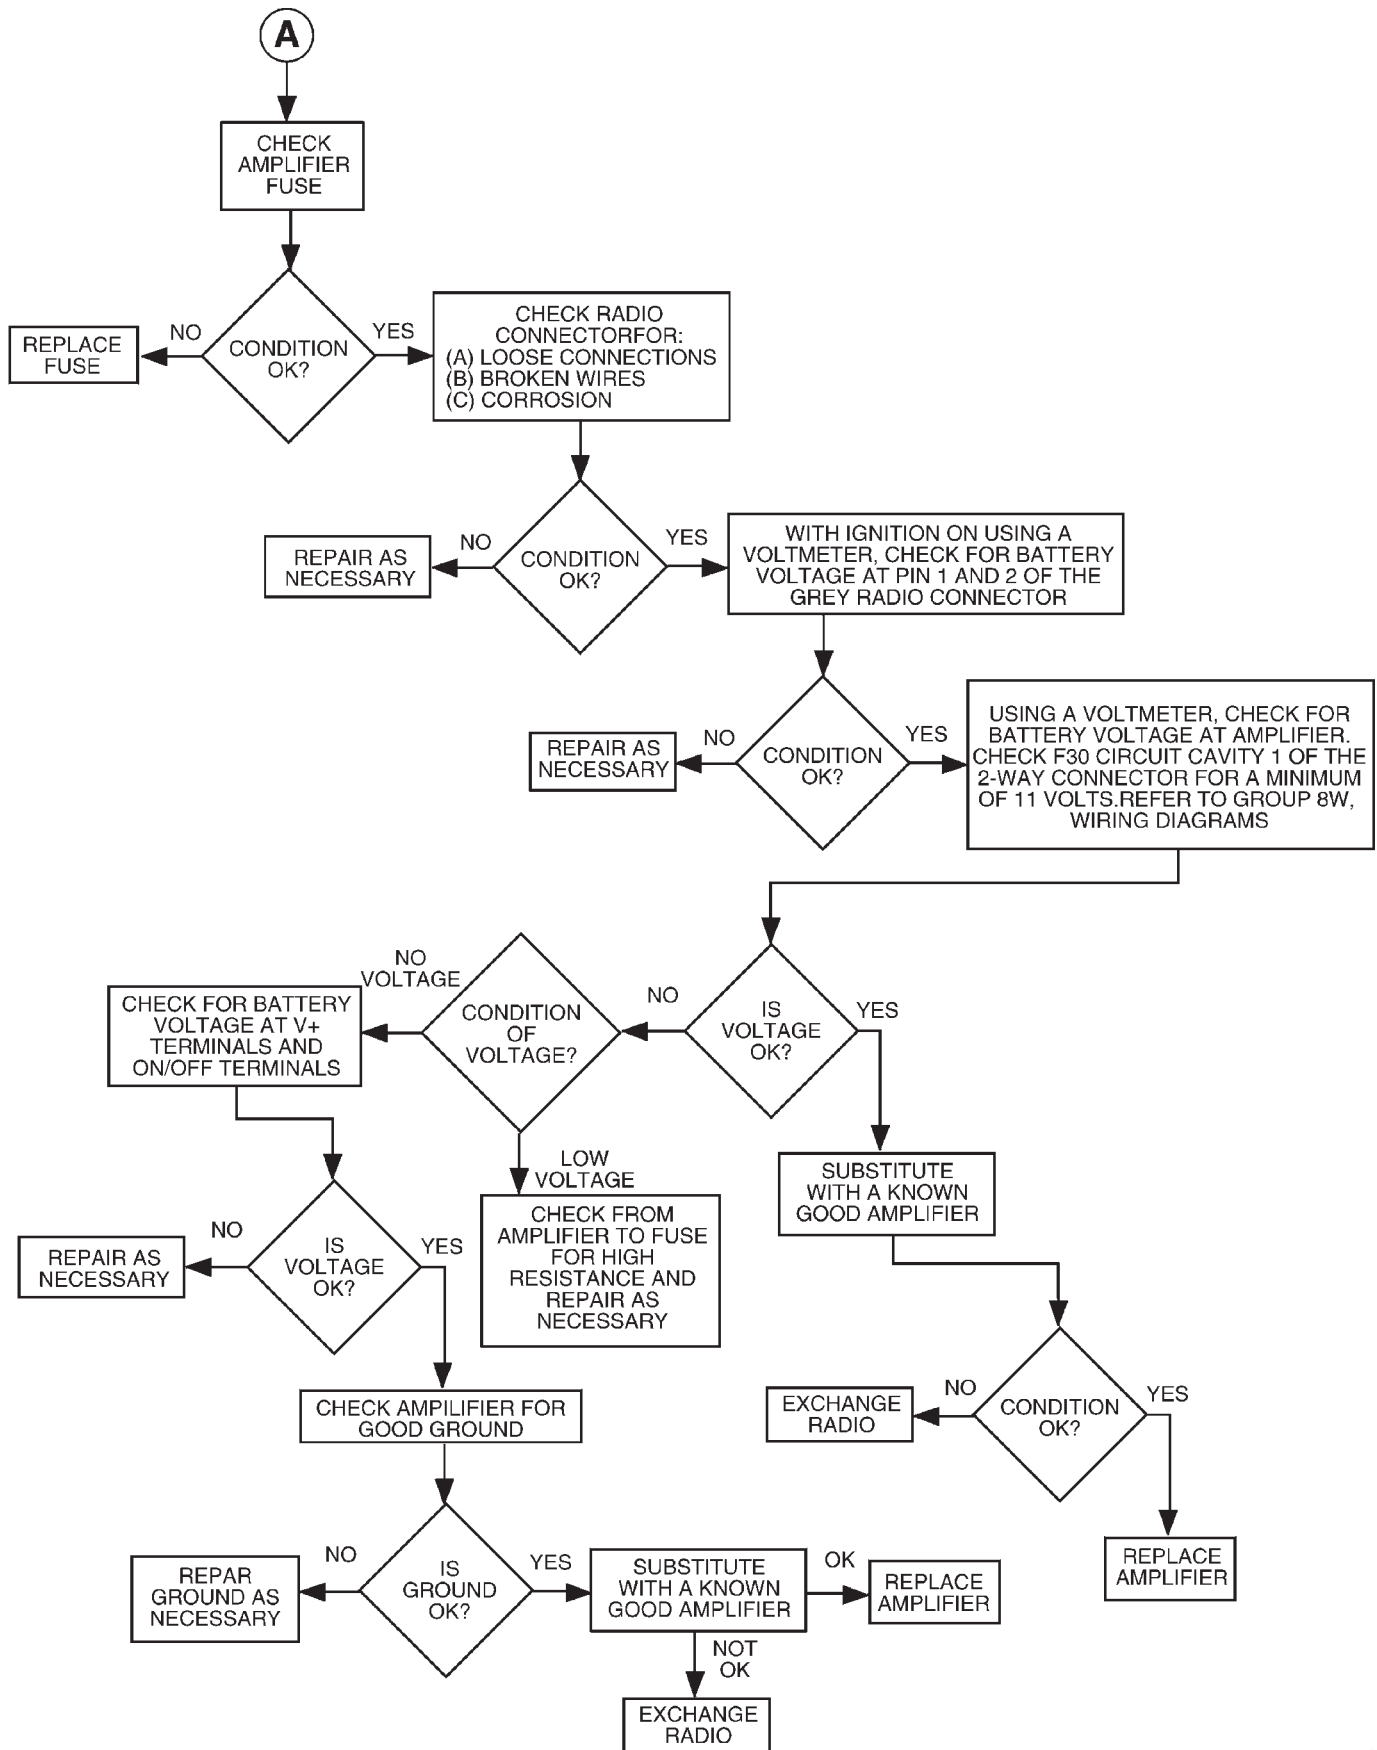 A
CHECK
AMPLIFIER
FUSE
CONDITION
OK?
NO
REPLACE
FUSE
YES
CHECK RADIO
CONNECTORFOR:
(A) LOOSE CONNECTIONS
(B) BROKEN WIRES
(C) CORROSION
CONDITION
OK?
NO
REPAIR AS
NECESSARY
YES
WITH IGNITION ON USING A
VOLTMETER, CHECK FOR BATTERY
VOLTAGE AT PIN 1 AND 2 OF THE
GREY RADIO CONNECTOR
CONDITION
OK?
NO
REPAIR AS
NECESSARY
YES
USING A VOLTMETER, CHECK FOR
BATTERY VOLTAGE AT AMPLIFIER.
CHECK F30 CIRCUIT CAVITY 1 OF THE
2-WAY CONNECTOR FOR A MINIMUM
OF 11 VOLTS.REFER TO GROUP 8W,
WIRING DIAGRAMS
IS
VOLTAGE
OK?
NO
CONDITION
OF
VOLTAGE?
NO
VOLTAGE
CHECK FOR BATTERY
VOLTAGE AT V+
TERMINALS AND
ON/OFF TERMINALS
LOW
VOLTAGE
CHECK FROM
AMPLIFIER TO FUSE
FOR HIGH
RESISTANCE AND
REPAIR AS
NECESSARY
YES
SUBSTITUTE
WITH A KNOWN
GOOD AMPLIFIER
IS
VOLTAGE
OK?
NO
REPAIR AS
NECESSARY
YES
CHECK AMPILIFIER FOR
GOOD GROUND
CONDITION
OK?
NO
EXCHANGE
RADIO
YES
REPLACE
AMPLIFIER
IS
GROUND
OK?
NO
REPAR
GROUND AS
NECESSARY
YES
SUBSTITUTE
WITH A KNOWN
GOOD AMPLIFIER
OK
REPLACE
AMPLIFIER
NOT
OK
EXCHANGE
RADIO